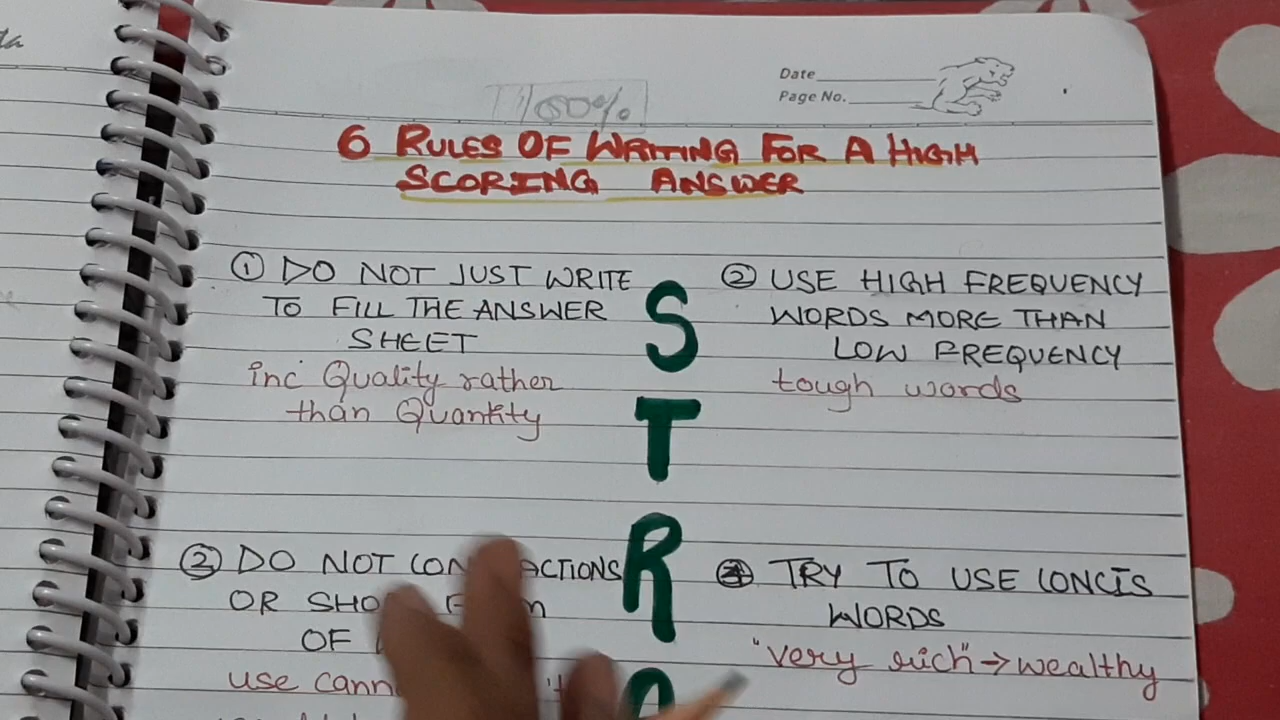 ta
Date
Page No.
100%
6 RULES OF WRITING FOR A HIGH
SCORING ANSWER
① DO NOT JUST WRITE
TO FILL THE ANSWER
SHEET
inc Quality rather
than Quantity
② USE HIGH FREQUENCY
WORDS MORE THAN
LOW FREQUENCY
tough words
S
T
R
③ DO NOT
OR
OF
use
④ TRY TO USE CONCIS
WORDS
"very rich" → wealthy